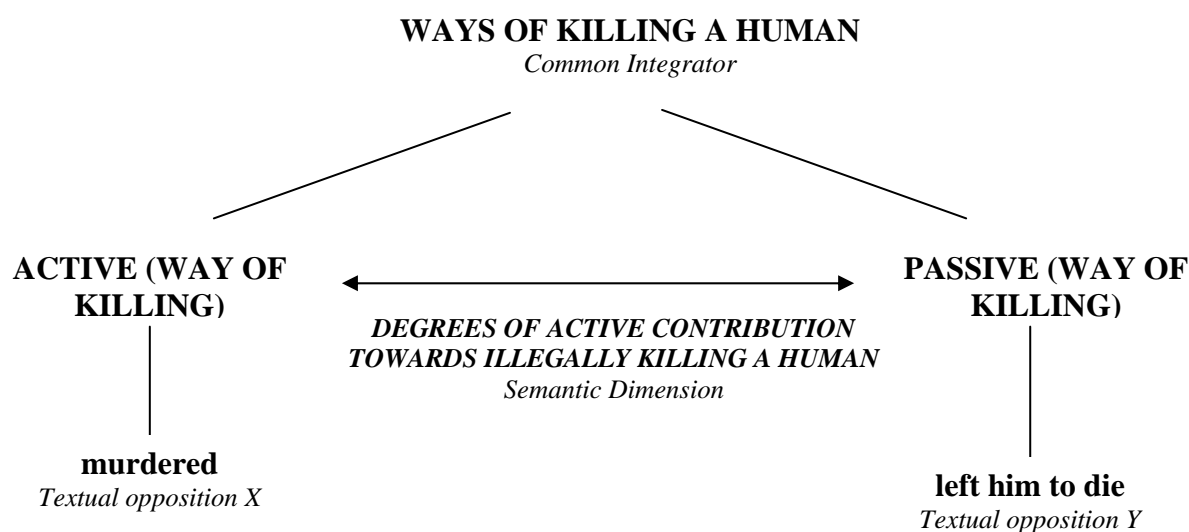 WAYS OF KILLING A HUMAN
Common Integrator
ACTIVE (WAY OF
KILLING)
PASSIVE (WAY OF
KILLING)
DEGREES OF ACTIVE CONTRIBUTION
TOWARDS ILLEGALLY KILLING A HUMAN
Semantic Dimension
murdered
Textual opposition X
left him to die
Textual opposition Y